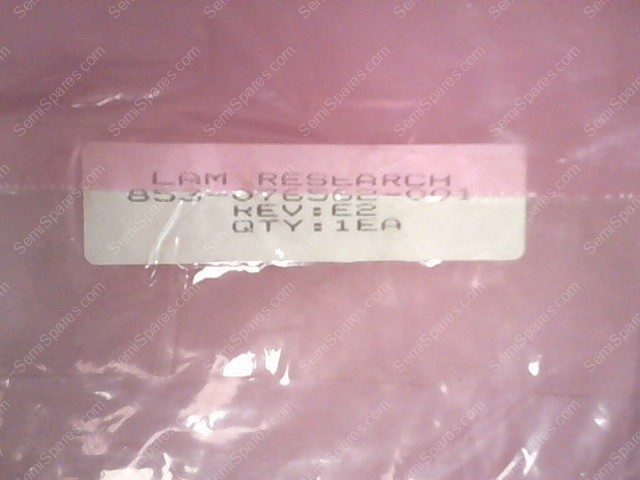 LAM RESEARCH
REV:E2
QTY:1EA
SemiSpares.com